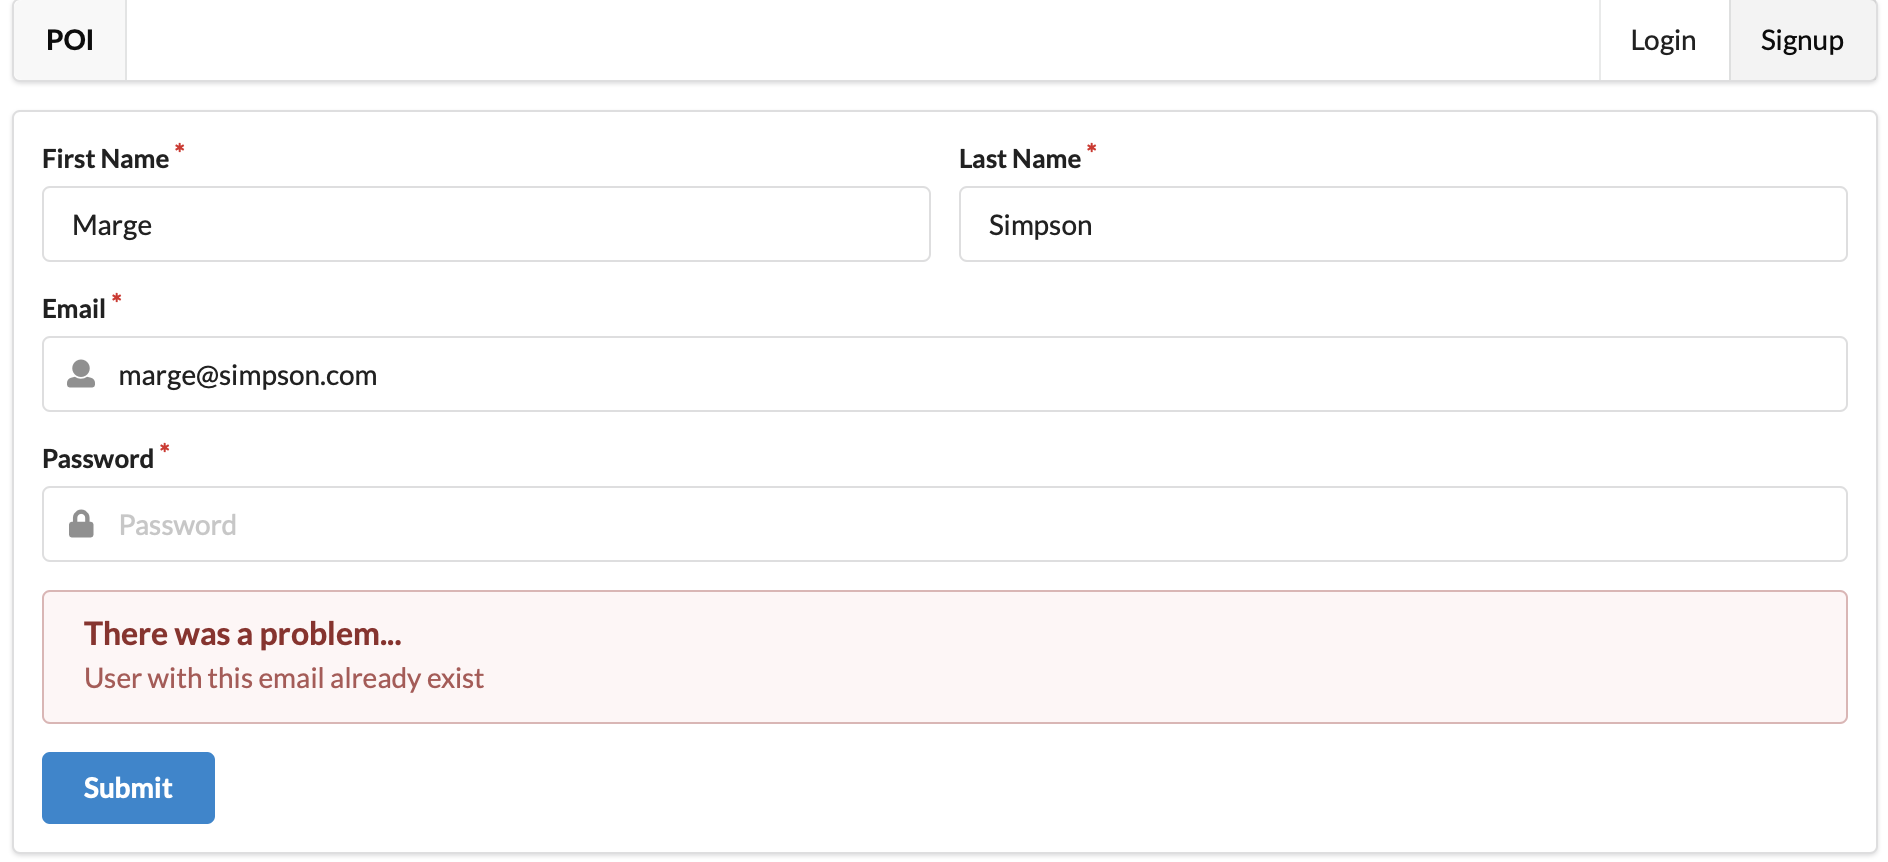 POI
Login
Signup
First Name *
Last Name *
Marge
Simpson
Email *
marge@simpson.com
Password *
Password
There was a problem...
User with this email already exist
Submit